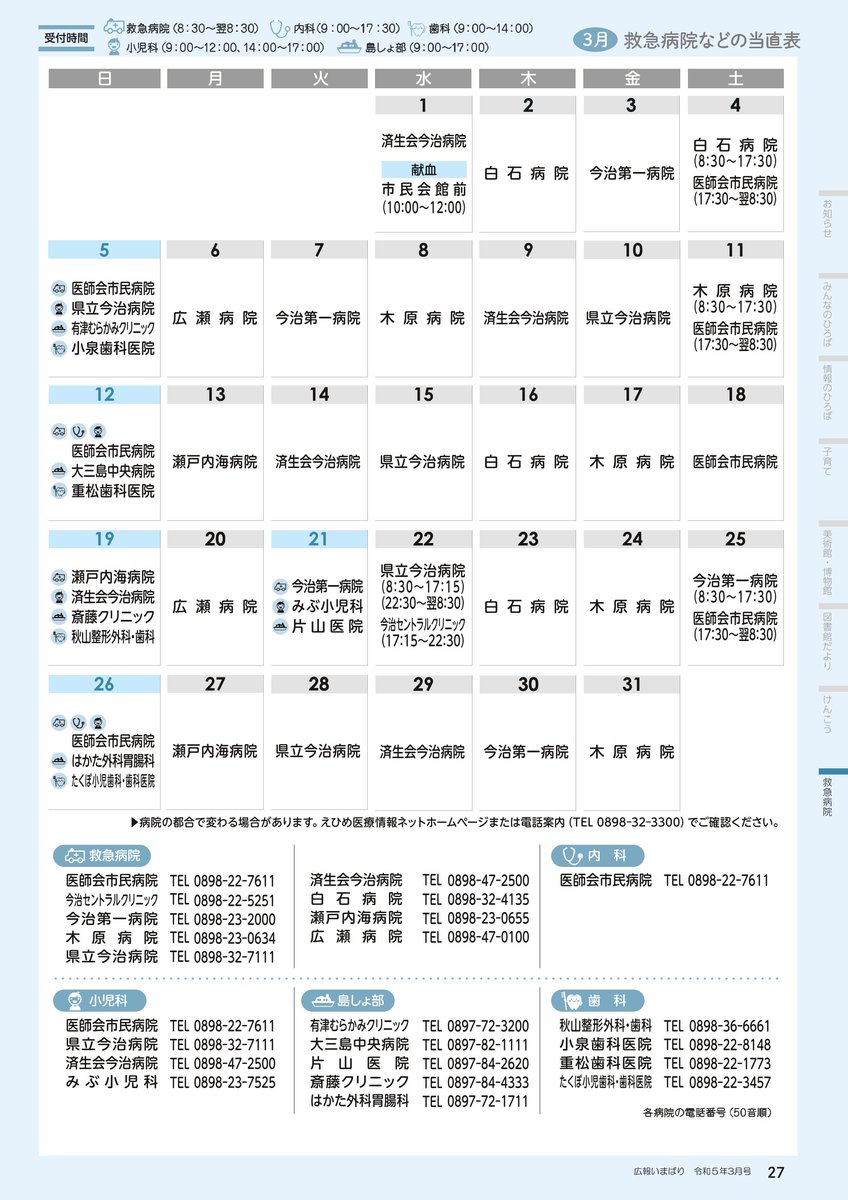 受付時間
救急病院（8：30～翌8：30） 内科（9：00～17：30） 歯科（9：00～14：00）
小児科（9：00～12：00、14：00～17：00） 島しょ部（9：00～17：00）
3月 救急病院などの当直表
日 月 火 水 木 金 土
1
済生会今治病院
献血
市民会館前
(10:00～12:00)
2
白石病院
3
今治第一病院
4
白石病院
(8:30～17:30)
医師会市民病院
(17:30～翌8:30)
5
医師会市民病院
県立今治病院
有津むらかみクリニック
小泉歯科医院
6
広瀬病院
7
今治第一病院
8
木原病院
9
済生会今治病院
10
県立今治病院
11
木原病院
(8:30～17:30)
医師会市民病院
(17:30～翌8:30)
12
医師会市民病院
大三島中央病院
重松歯科医院
13
瀬戸内海病院
14
済生会今治病院
15
県立今治病院
16
白石病院
17
木原病院
18
医師会市民病院
19
瀬戸内海病院
済生会今治病院
斎藤クリニック
秋山整形外科・歯科
20
広瀬病院
21
今治第一病院
みぶ小児科
片山医院
22
県立今治病院
(8:30～17:15)
(22:30～翌8:30)
今治セントラルクリニック
(17:15～22:30)
23
白石病院
24
木原病院
25
今治第一病院
(8:30～17:30)
医師会市民病院
(17:30～翌8:30)
26
医師会市民病院
はかた外科胃腸科
たくぼ小児歯科・歯科医院
27
瀬戸内海病院
28
県立今治病院
29
済生会今治病院
30
今治第一病院
31
木原病院
▶病院の都合で変わる場合があります。えひめ医療情報ネットホームページまたは電話案内（TEL 0898-32-3300）でご確認ください。
救急病院
医師会市民病院 TEL 0898-22-7611
今治セントラルクリニック TEL 0898-22-5251
今治第一病院 TEL 0898-23-2000
木原病院 TEL 0898-23-0634
県立今治病院 TEL 0898-32-7111
済生会今治病院 TEL 0898-47-2500
白石病院 TEL 0898-32-4135
瀬戸内海病院 TEL 0898-23-0655
広瀬病院 TEL 0898-47-0100
内科
医師会市民病院 TEL 0898-22-7611
小児科
医師会市民病院 TEL 0898-22-7611
県立今治病院 TEL 0898-32-7111
済生会今治病院 TEL 0898-47-2500
みぶ小児科 TEL 0898-23-7525
島しょ部
有津むらかみクリニック TEL 0897-72-3200
大三島中央病院 TEL 0897-82-1111
片山医院 TEL 0897-84-2620
斎藤クリニック TEL 0897-84-4333
はかた外科胃腸科 TEL 0897-72-1711
歯科
秋山整形外科・歯科 TEL 0898-36-6661
小泉歯科医院 TEL 0898-22-8148
重松歯科医院 TEL 0898-22-1773
たくぼ小児歯科・歯科医院 TEL 0898-22-3457
各病院の電話番号（50音順）
お知らせ
みんなのひろば
情報のひろば
子育て
美術館・博物館
図書館だより
けんこう
救急病院
広報いまばり 令和5年3月号 27